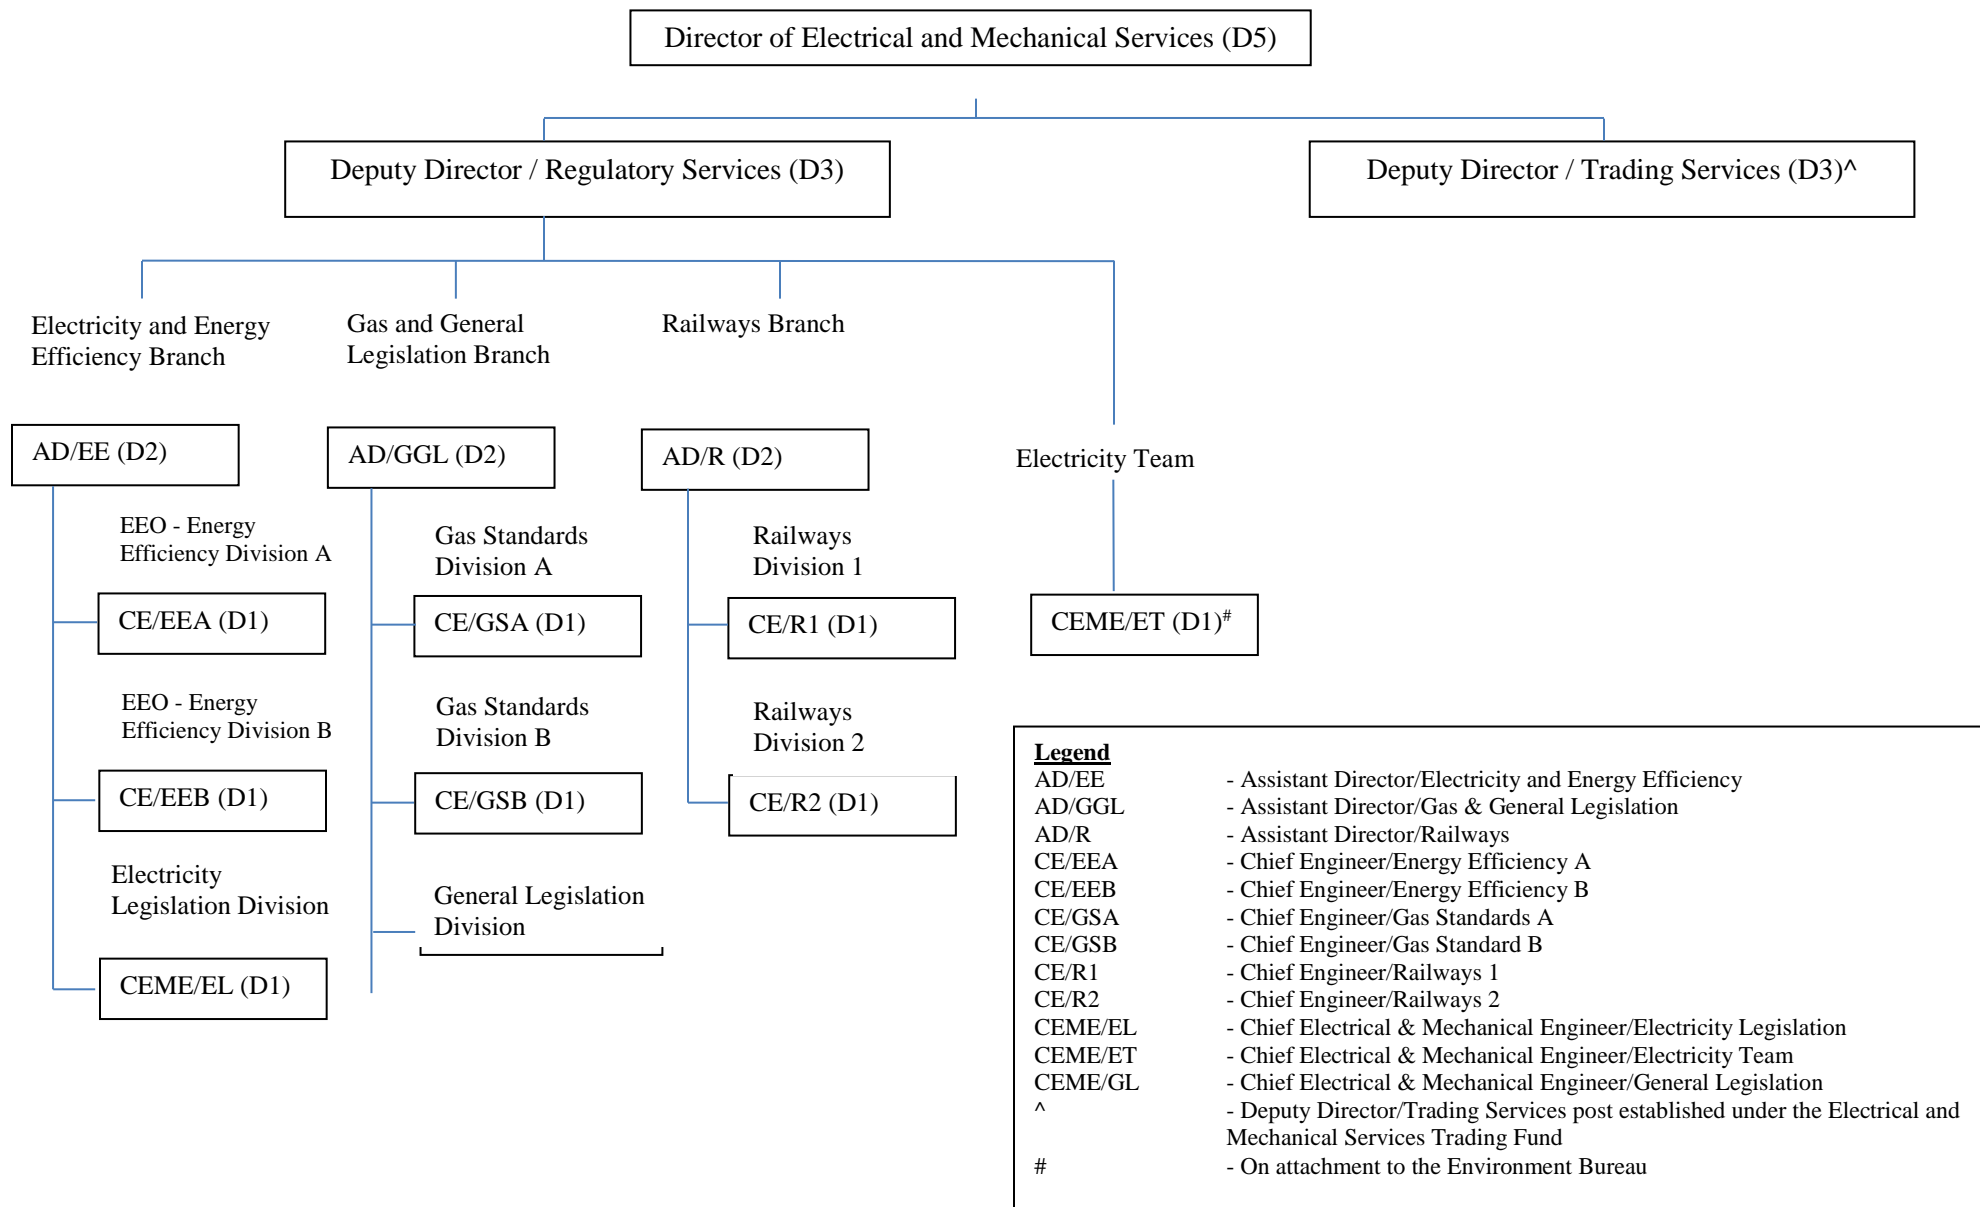 Director of Electrical and Mechanical Services (D5)
Deputy Director / Regulatory Services (D3)
Deputy Director / Trading Services (D3)^
Electricity and Energy
Efficiency Branch
Gas and General
Legislation Branch
Railways Branch
AD/EE (D2)
AD/GGL (D2)
AD/R (D2)
Electricity Team
EEO - Energy
Efficiency Division A
Gas Standards
Division A
Railways
Division 1
CE/EEA (D1)
CE/GSA (D1)
CE/R1 (D1)
CEME/ET (D1)#
EEO - Energy
Efficiency Division B
Gas Standards
Division B
Railways
Division 2
CE/EEB (D1)
CE/GSB (D1)
CE/R2 (D1)
Electricity
Legislation Division
General Legislation
Division
CEME/EL (D1)
Legend
AD/EE - Assistant Director/Electricity and Energy Efficiency
AD/GGL - Assistant Director/Gas & General Legislation
AD/R - Assistant Director/Railways
CE/EEA - Chief Engineer/Energy Efficiency A
CE/EEB - Chief Engineer/Energy Efficiency B
CE/GSA - Chief Engineer/Gas Standards A
CE/GSB - Chief Engineer/Gas Standard B
CE/R1 - Chief Engineer/Railways 1
CE/R2 - Chief Engineer/Railways 2
CEME/EL - Chief Electrical & Mechanical Engineer/Electricity Legislation
CEME/ET - Chief Electrical & Mechanical Engineer/Electricity Team
CEME/GL - Chief Electrical & Mechanical Engineer/General Legislation
^ - Deputy Director/Trading Services post established under the Electrical and
Mechanical Services Trading Fund
# - On attachment to the Environment Bureau